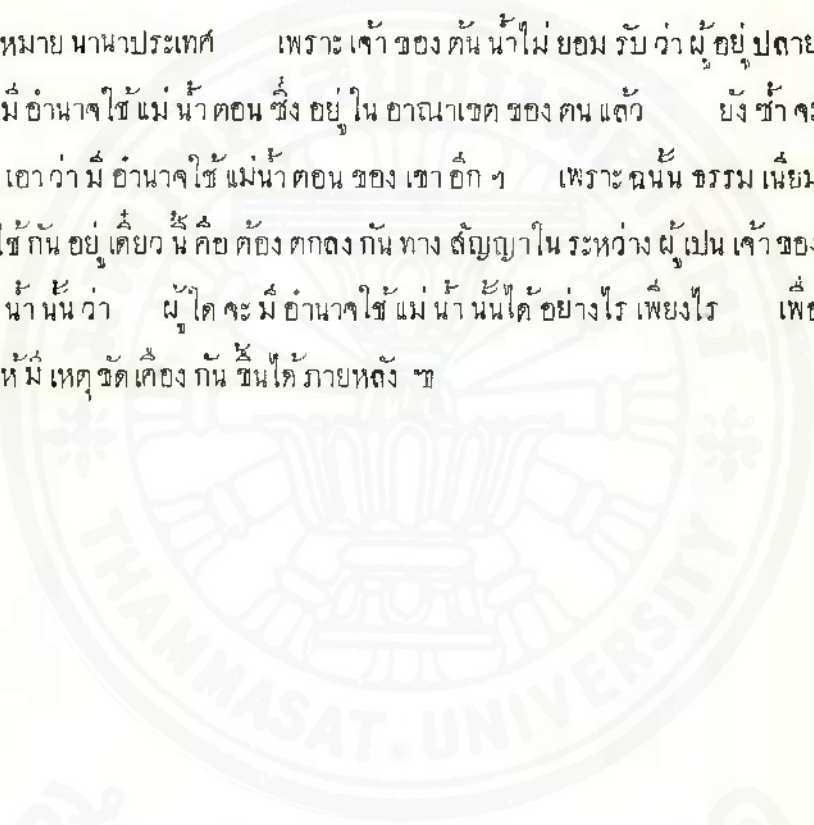 หมาย นานาประเทศ เพราะ เจ้า ของ ต้น น้ำไม่ ยอม รับ ว่า ผู้ อยู่ ปลาย
มี อำนาจ ใช้ แม่ น้ำ ตอน ซึ่ง อยู่ ใน อาณาเขต ของ ตน แล้ว ยัง ซ้ำ จะ
เอา ว่า มี อำนาจ ใช้ แม่น้ำ ตอน ของ เขา อีก ๆ เพราะ ฉนั้น ธรรม เนียม
ใช้ กัน อยู่ เดี๋ยว นี้ คือ ต้อง ตกลง กัน ทาง สัญญา ใน ระหว่าง ผู้ เปน เจ้า ของ
น้ำ นั้น ว่า ผู้ ใด จะ มี อำนาจ ใช้ แม่ น้ำ นั้น ได้ อย่างไร เพียงไร เพื่อ
ห้ มี เหตุ ขัด เคือง กัน ขึ้น ได้ ภายหลัง ฯ
THAMMASAT UNIVERSITY